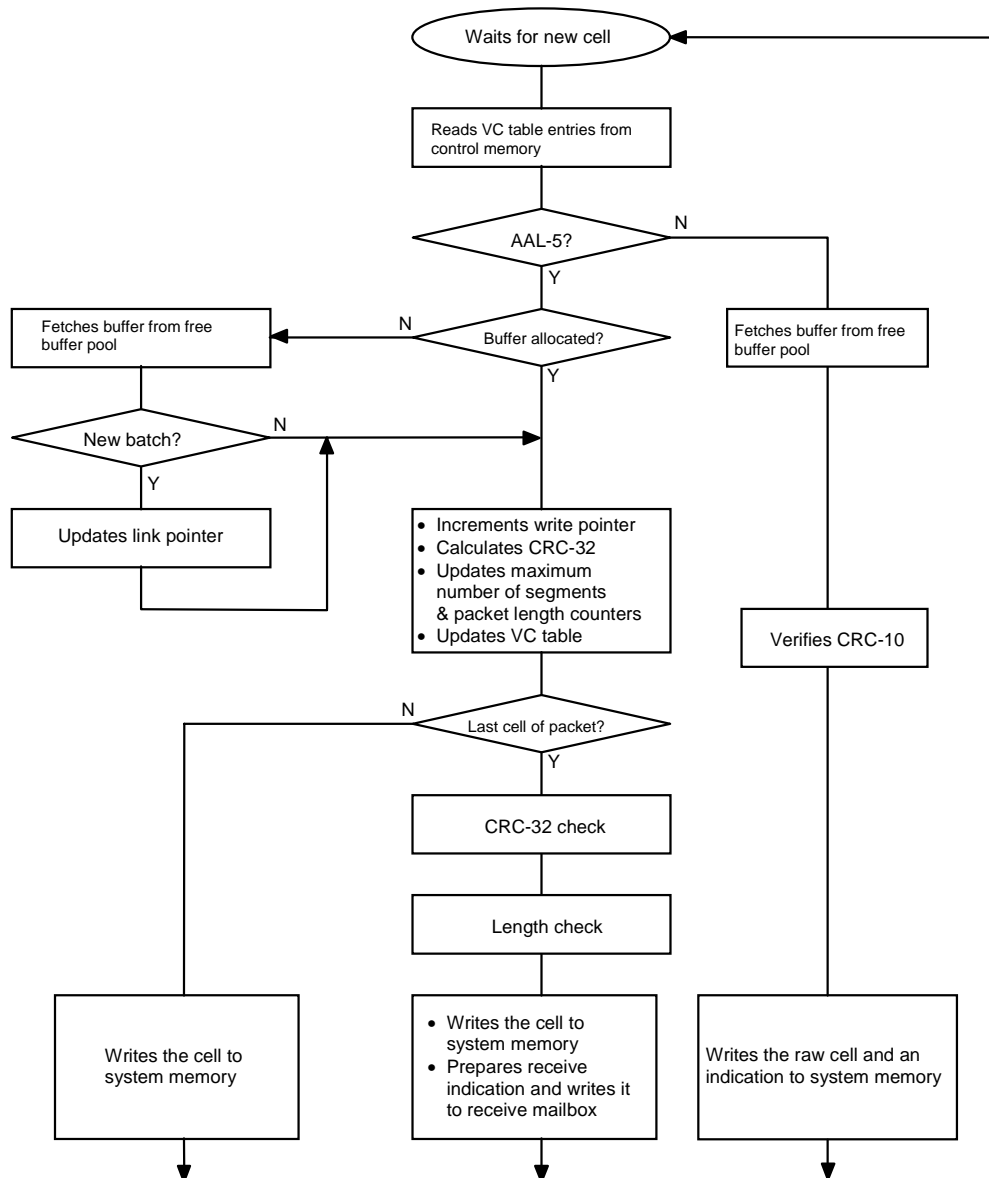 Waits for new cell
Reads VC table entries from
control memory
N
AAL-5?
Y
Fetches buffer from free
buffer pool
N
Buffer allocated?
Y
Fetches buffer from free
buffer pool
New batch?
N
Y
Updates link pointer
• Increments write pointer
• Calculates CRC-32
• Updates maximum
number of segments
& packet length counters
• Updates VC table
Verifies CRC-10
N
Last cell of packet?
Y
CRC-32 check
Length check
Writes the cell to
system memory
• Writes the cell to
system memory
• Prepares receive
indication and writes it
to receive mailbox
Writes the raw cell and an
indication to system memory